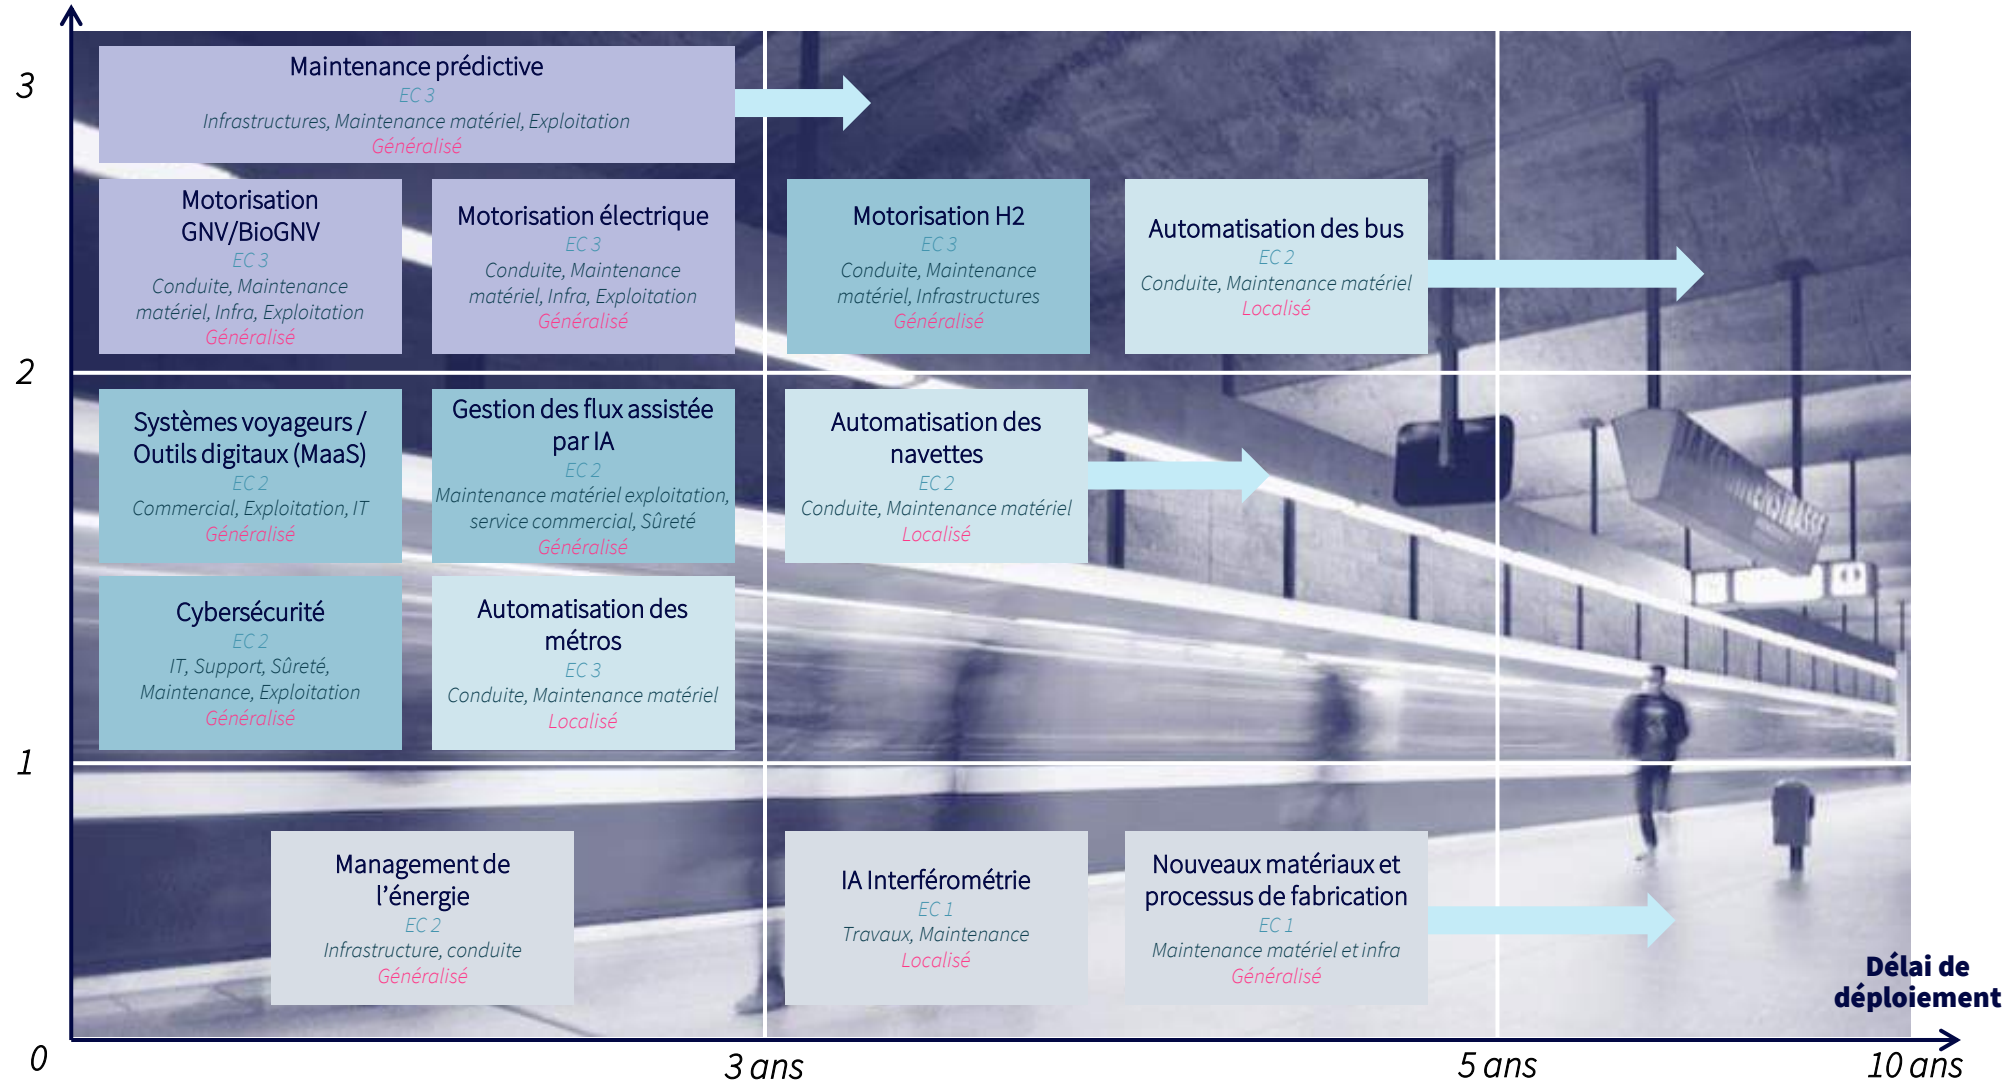 3
Maintenance prédictive
EC 3
Infrastructures, Maintenance matériel, Exploitation
Généralisé
Motorisation
GNV/BioGNV
EC 3
Conduite, Maintenance
matériel, Infra, Exploitation
Généralisé
Motorisation électrique
EC 3
Conduite, Maintenance
matériel, Infra, Exploitation
Généralisé
Motorisation H2
EC 3
Conduite, Maintenance
matériel, Infrastructures
Généralisé
Automatisation des bus
EC 2
Conduite, Maintenance matériel
Localisé
2
Systèmes voyageurs /
Outils digitaux (MaaS)
EC 2
Commercial, Exploitation, IT
Généralisé
Gestion des flux assistée
par IA
EC 2
Maintenance matériel exploitation,
service commercial, Sûreté
Généralisé
Automatisation des
navettes
EC 2
Conduite, Maintenance matériel
Localisé
Cybersécurité
EC 2
IT, Support, Sûreté,
Maintenance, Exploitation
Généralisé
Automatisation des
métros
EC 3
Conduite, Maintenance matériel
Localisé
1
Management de
l'énergie
EC 2
Infrastructure, conduite
Généralisé
IA Interférométrie
EC 1
Travaux, Maintenance
Localisé
Nouveaux matériaux et
processus de fabrication
EC 1
Maintenance matériel et infra
Généralisé
Délai de
déploiement
0
3 ans
5 ans
10 ans